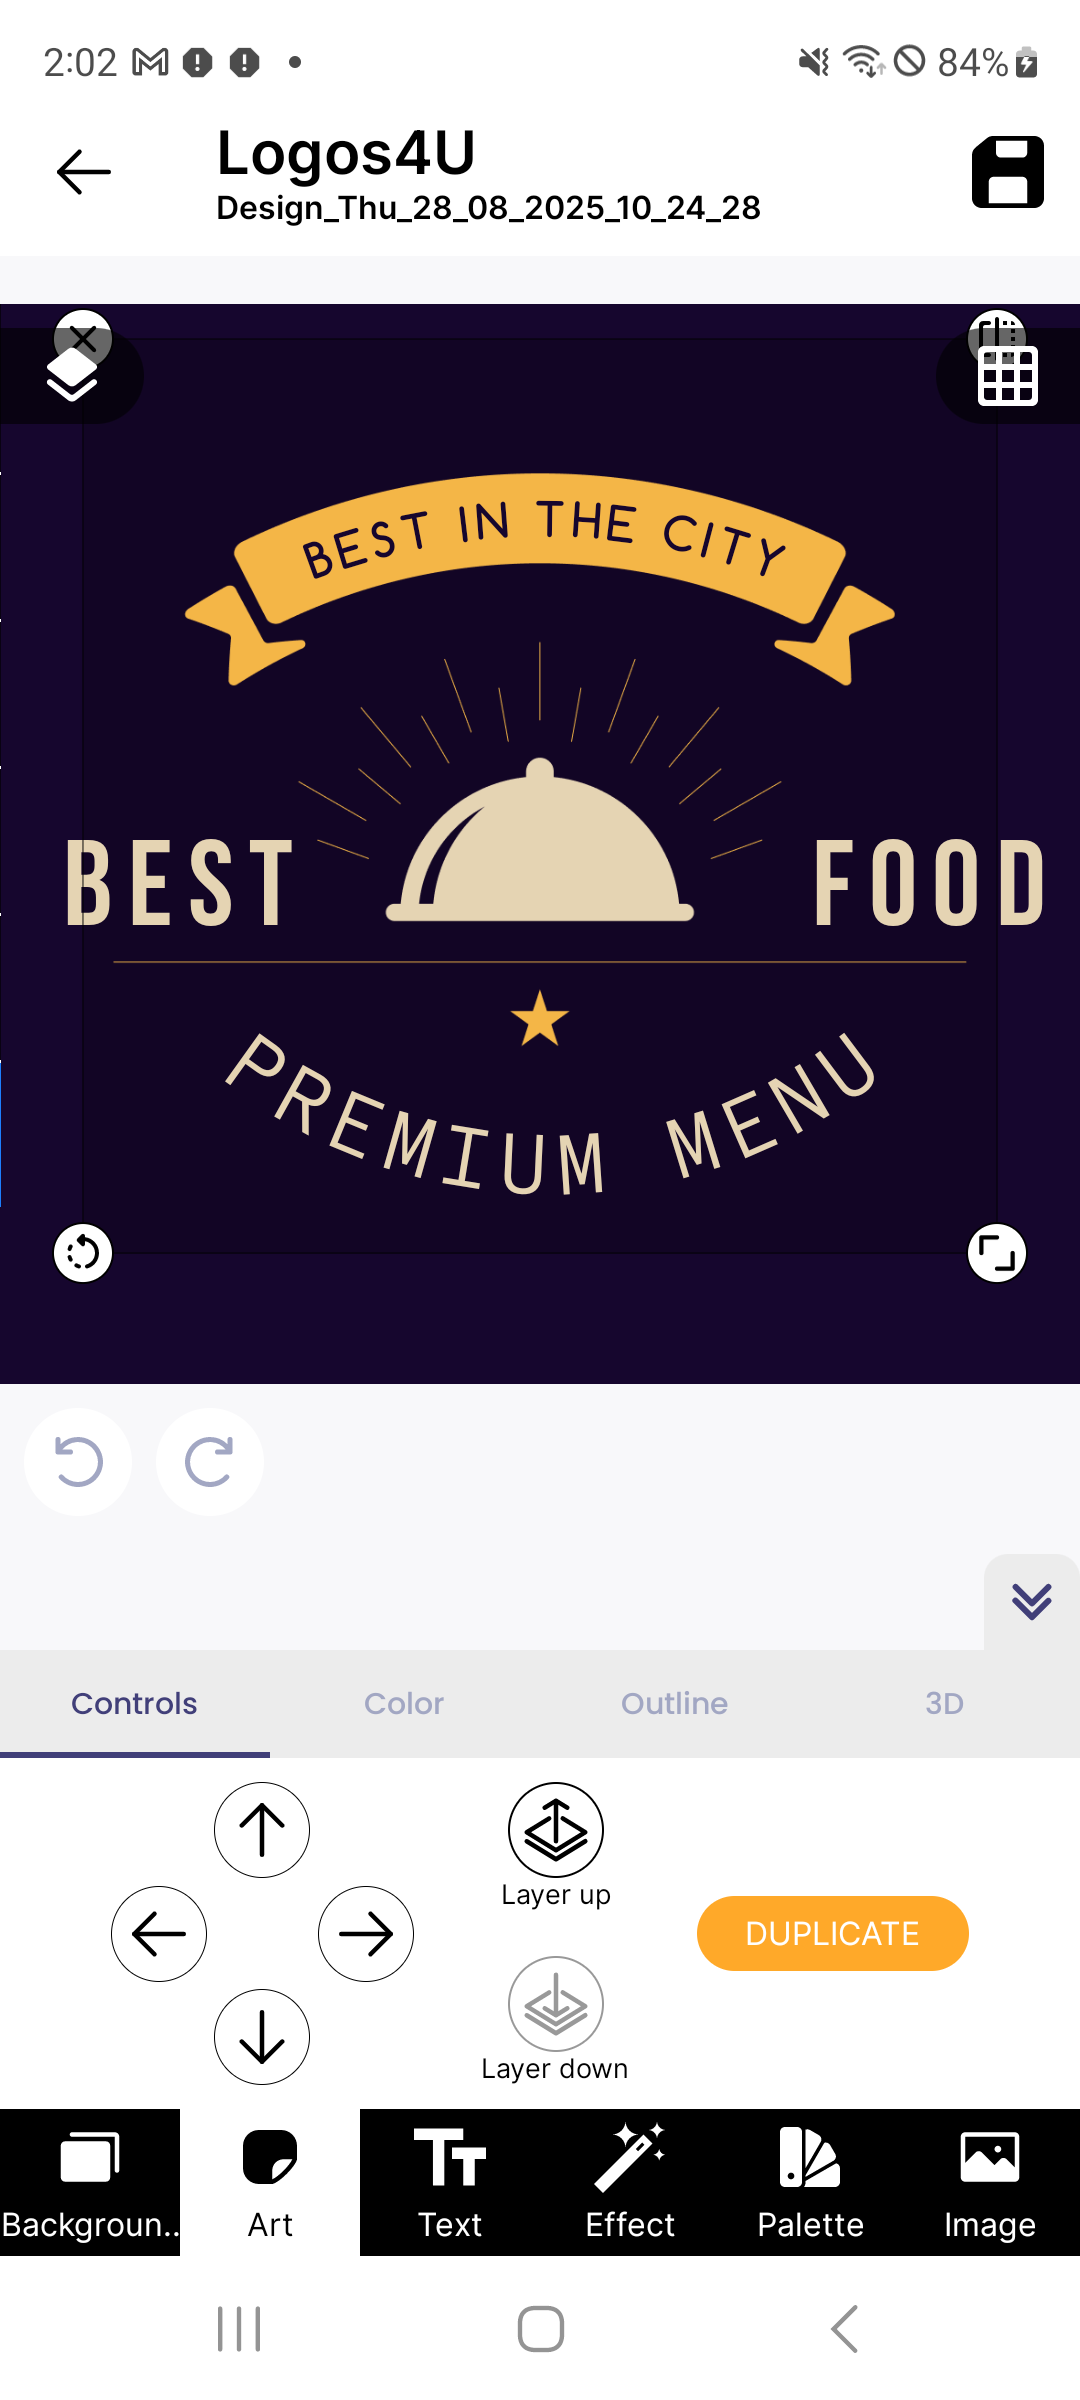 2:02
84%
Logos4U
Design_Thu_28_08_2025_10_24_28
BEST IN THE CITY
BEST FOOD
PREMIUM MENU
Controls Color Outline 3D
Layer up
DUPLICATE
Layer down
Backgroun.. Art Text Effect Palette Image